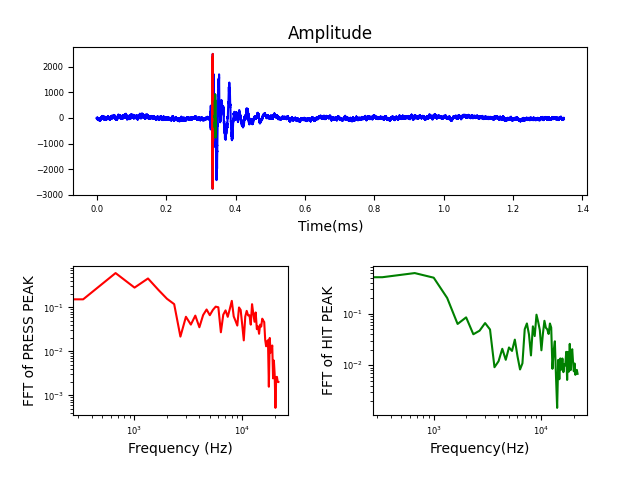 Amplitude
2000
1000
0
−1000
−2000
−3000
0.0 0.2 0.4 0.6 0.8 1.0 1.2 1.4
Time(ms)
FFT of PRESS PEAK
10⁻¹
10⁻²
10⁻³
10³ 10⁴
Frequency (Hz)
FFT of HIT PEAK
10⁻¹
10⁻²
10³ 10⁴
Frequency(Hz)